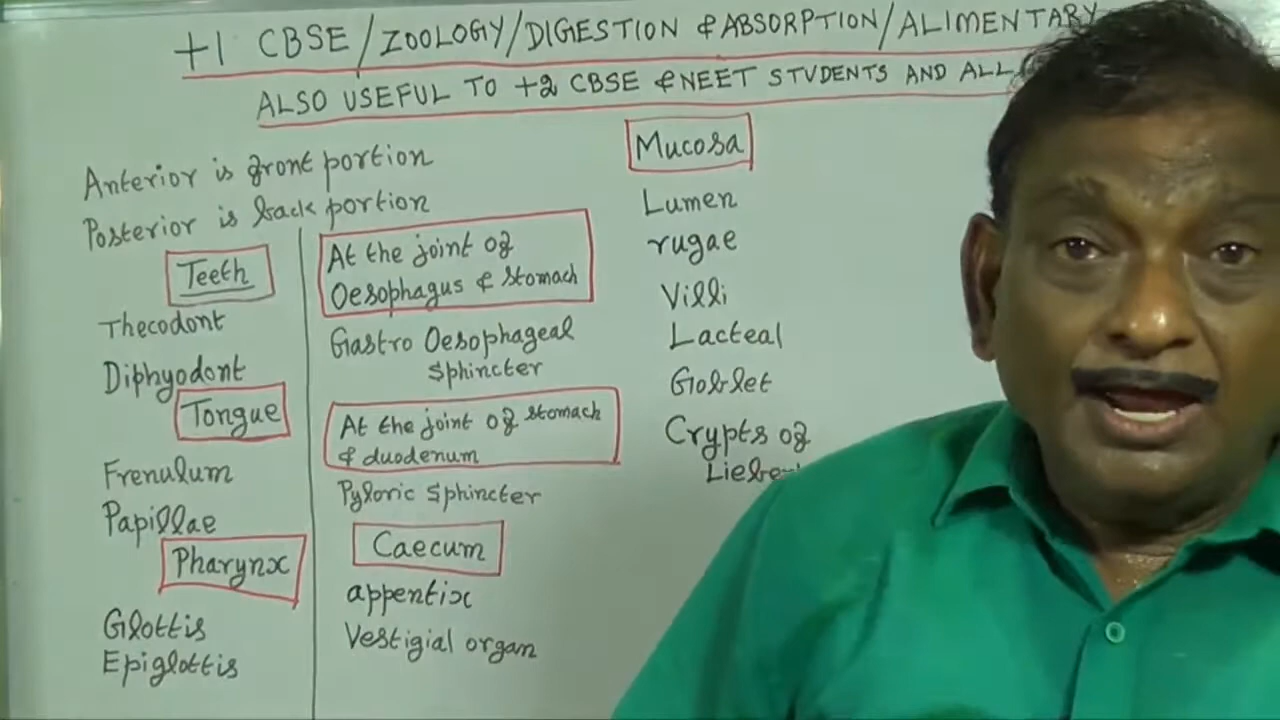 +1 CBSE/ZOOLOGY/DIGESTION & ABSORPTION/ALIMENTARY
ALSO USEFUL TO +2 CBSE & NEET STUDENTS AND ALL
Anterior is front portion
Posterior is back portion
Teeth
Thecodont
Diphyodont
Tongue
Frenulum
Papillae
Pharynx
Glottis
Epiglottis
At the joint of
Oesophagus & stomach
Gastro Oesophageal
sphincter
At the joint of stomach
& duodenum
Pyloric sphincter
Caecum
appentix
Vestigial organ
Mucosa
Lumen
rugae
Villi
Lacteal
Goblet
Crypts of